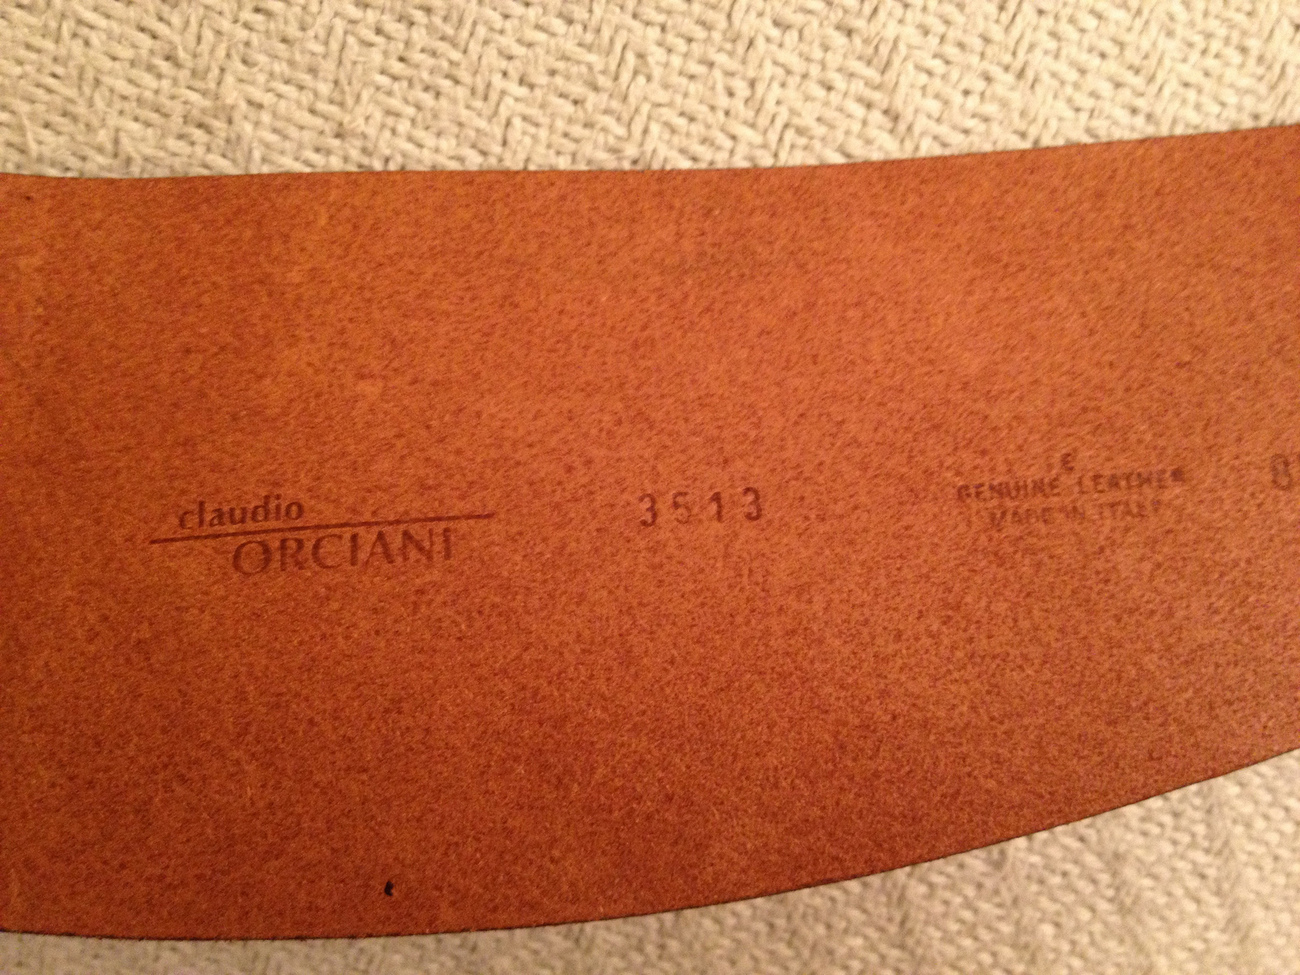 claudio
ORCIANI
3513
GENUINE LEATHER
MADE IN ITALY